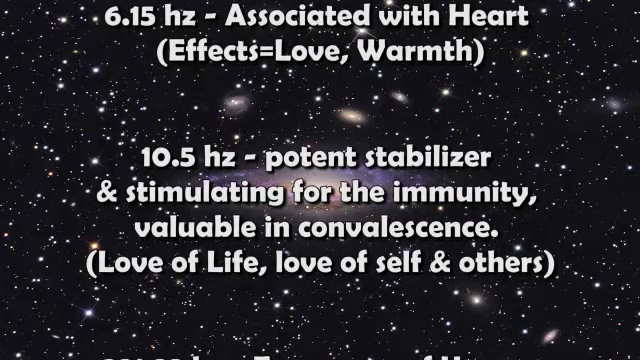 6.15 hz - Associated with Heart
(Effects=Love, Warmth)
10.5 hz - potent stabilizer
& stimulating for the immunity,
valuable in convalescence.
(Love of Life, love of self & others)